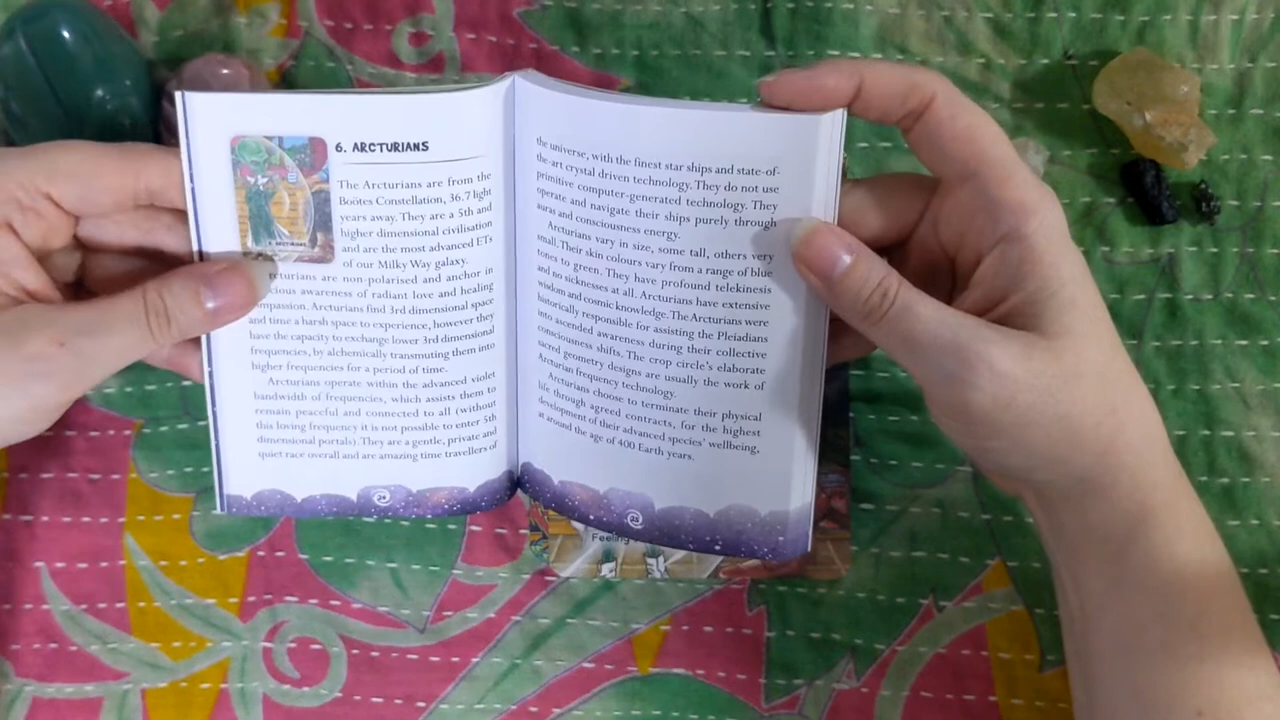 6. ARCTURIANS
The Arcturians are from the
Boötes Constellation, 36.7 light
years away. They are a 5th and
higher dimensional civilisation
and are the most advanced ETs
of our Milky Way galaxy.
rcturians are non-polarised and anchor in
cious awareness of radiant love and healing
mpassion. Arcturians find 3rd dimensional space
and time a harsh space to experience, however they
have the capacity to exchange lower 3rd dimensional
frequencies, by alchemically transmuting them into
higher frequencies for a period of time.
Arcturians operate within the advanced violet
bandwidth of frequencies, which assists them to
remain peaceful and connected to all (without
this loving frequency it is not possible to enter 5th
dimensional portals). They are a gentle, private and
quiet race overall and are amazing time travellers of
24
the universe, with the finest star ships and state-of-
the-art crystal driven technology. They do not use
primitive computer-generated technology. They
operate and navigate their ships purely through
auras and consciousness energy.
Arcturians vary in size, some tall, others very
small. Their skin colours vary from a range of blue
tones to green. They have profound telekinesis
and no sicknesses at all. Arcturians have extensive
wisdom and cosmic knowledge. The Arcturians were
historically responsible for assisting the Pleiadians
into ascended awareness during their collective
consciousness shifts. The crop circle's elaborate
sacred geometry designs are usually the work of
Arcturian frequency technology.
Arcturians choose to terminate their physical
life through agreed contracts, for the highest
development of their advanced species' wellbeing,
at around the age of 400 Earth years.
25
6. ARCTURIANS
Feeling